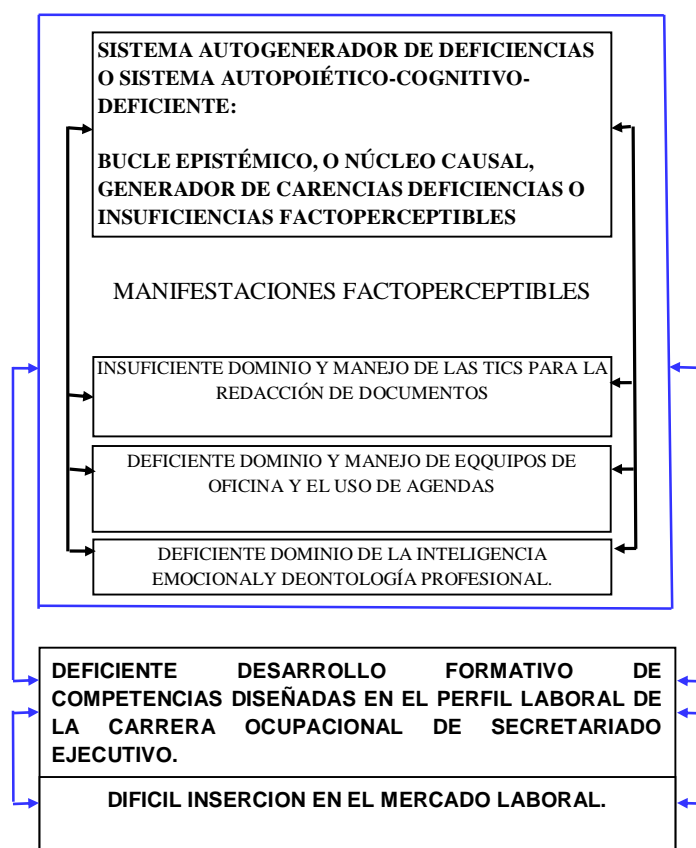 SISTEMA AUTOGENERADOR DE DEFICIENCIAS
O SISTEMA AUTOPOIÉTICO-COGNITIVO-
DEFICIENTE:
BUCLE EPISTÉMICO, O NÚCLEO CAUSAL,
GENERADOR DE CARENCIAS DEFICIENCIAS O
INSUFICIENCIAS FACTOPERCEPTIBLES
MANIFESTACIONES FACTOPERCEPTIBLES
INSUFICIENTE DOMINIO Y MANEJO DE LAS TICS PARA LA
REDACCIÓN DE DOCUMENTOS
DEFICIENTE DOMINIO Y MANEJO DE EQQUIPOS DE
OFICINA Y EL USO DE AGENDAS
DEFICIENTE DOMINIO DE LA INTELIGENCIA
EMOCIONALY DEONTOLOGÍA PROFESIONAL.
DEFICIENTE DESARROLLO FORMATIVO DE
COMPETENCIAS DISEÑADAS EN EL PERFIL LABORAL DE
LA CARRERA OCUPACIONAL DE SECRETARIADO
EJECUTIVO.
DIFICIL INSERCION EN EL MERCADO LABORAL.